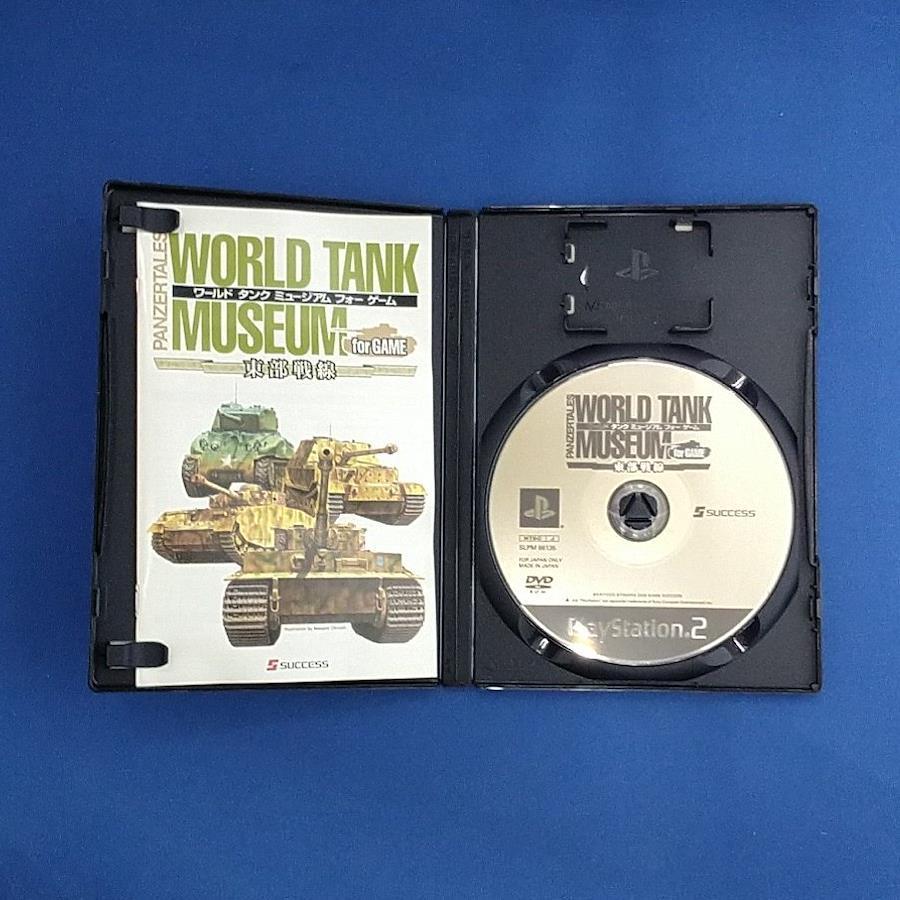 PANZERTALES
WORLD TANK
ワールド タンク ミュージアム フォー ゲーム
MUSEUM
for GAME
東部戦線
SUCCESS
PANZERTALES
WORLD TANK
タンク ミュージアム フォー ゲーム
MUSEUM
for GAME
東部戦線
SUCCESS
NTSC J
FOR JAPAN ONLY
MADE IN JAPAN
DVD
PlayStation 2